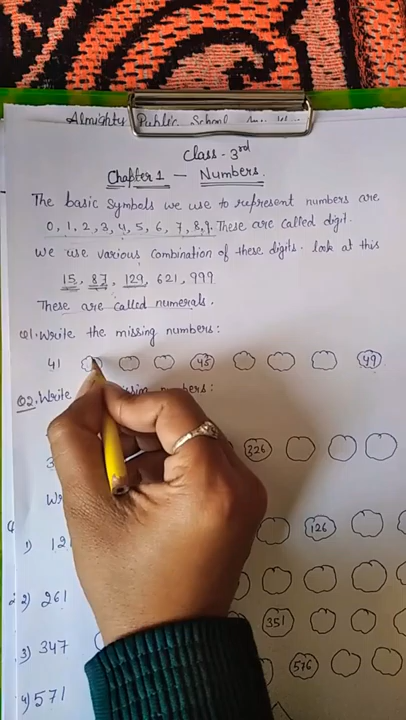 Almighty Public School
Class - 3rd
Chapter 1 - Numbers.
The basic symbols we use to represent numbers are
0, 1, 2, 3, 4, 5, 6, 7, 8, 9. These are called digit.
We use various combination of these digits. look at this
15, 87, 129, 621, 999
These are called numerals.
Q1. Write the missing numbers:
41 45 49
Q2. Write numbers:
3 326
Wr
1) 12 126
2) 261
3) 347 351
4) 571 576